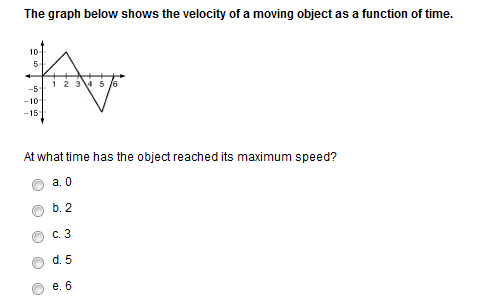 The graph below shows the velocity of a moving object as a function of time.
10
5
1 2 3 4 5 6
-5
-10
-15
At what time has the object reached its maximum speed?
a. 0
b. 2
c. 3
d. 5
e. 6